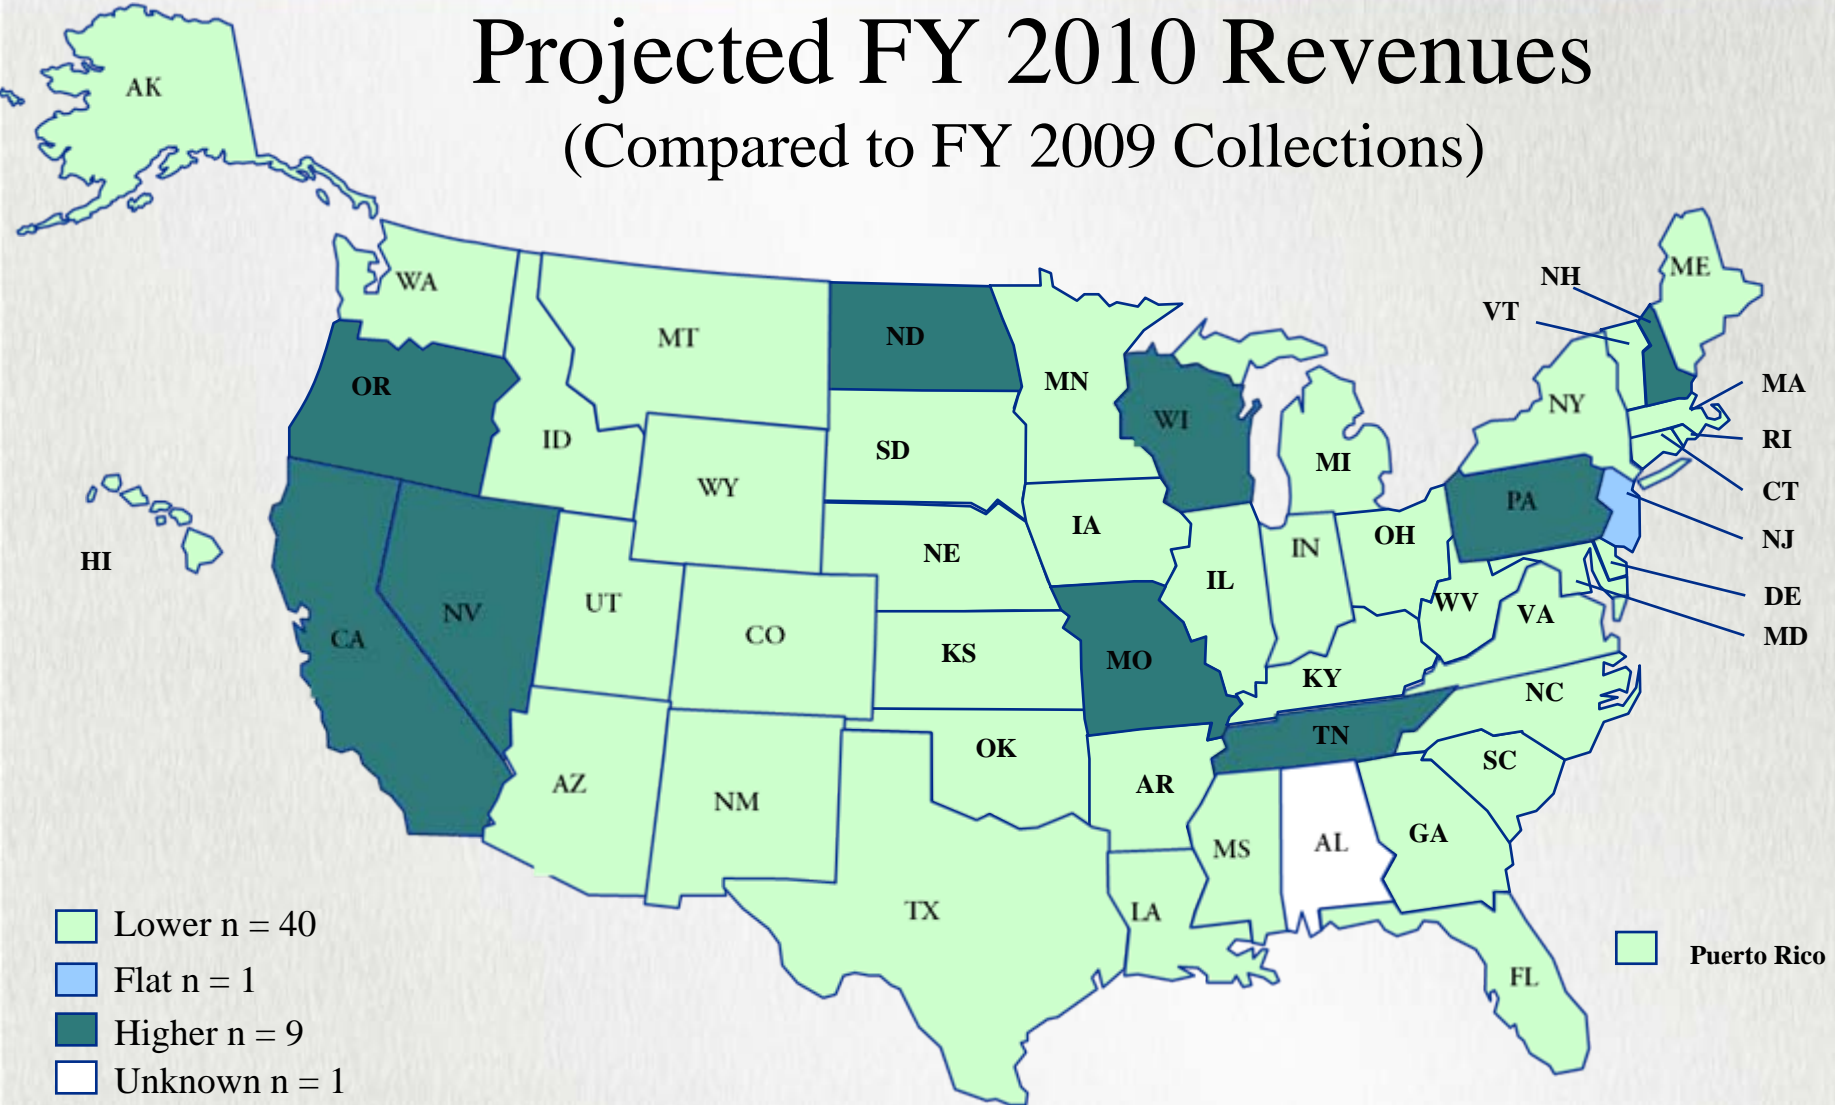 Projected FY 2010 Revenues
(Compared to FY 2009 Collections)
AK
WA
MT
ND
MN
OR
ID
WY
SD
WI
MI
NY
VT
NH
ME
MA
RI
CT
NJ
DE
MD
HI
CA
NV
UT
CO
NE
KS
IA
MO
IL
IN
OH
PA
WV
VA
KY
NC
TN
SC
AZ
NM
OK
AR
TX
LA
MS
AL
GA
FL
Lower n = 40
Flat n = 1
Higher n = 9
Unknown n = 1
Puerto Rico